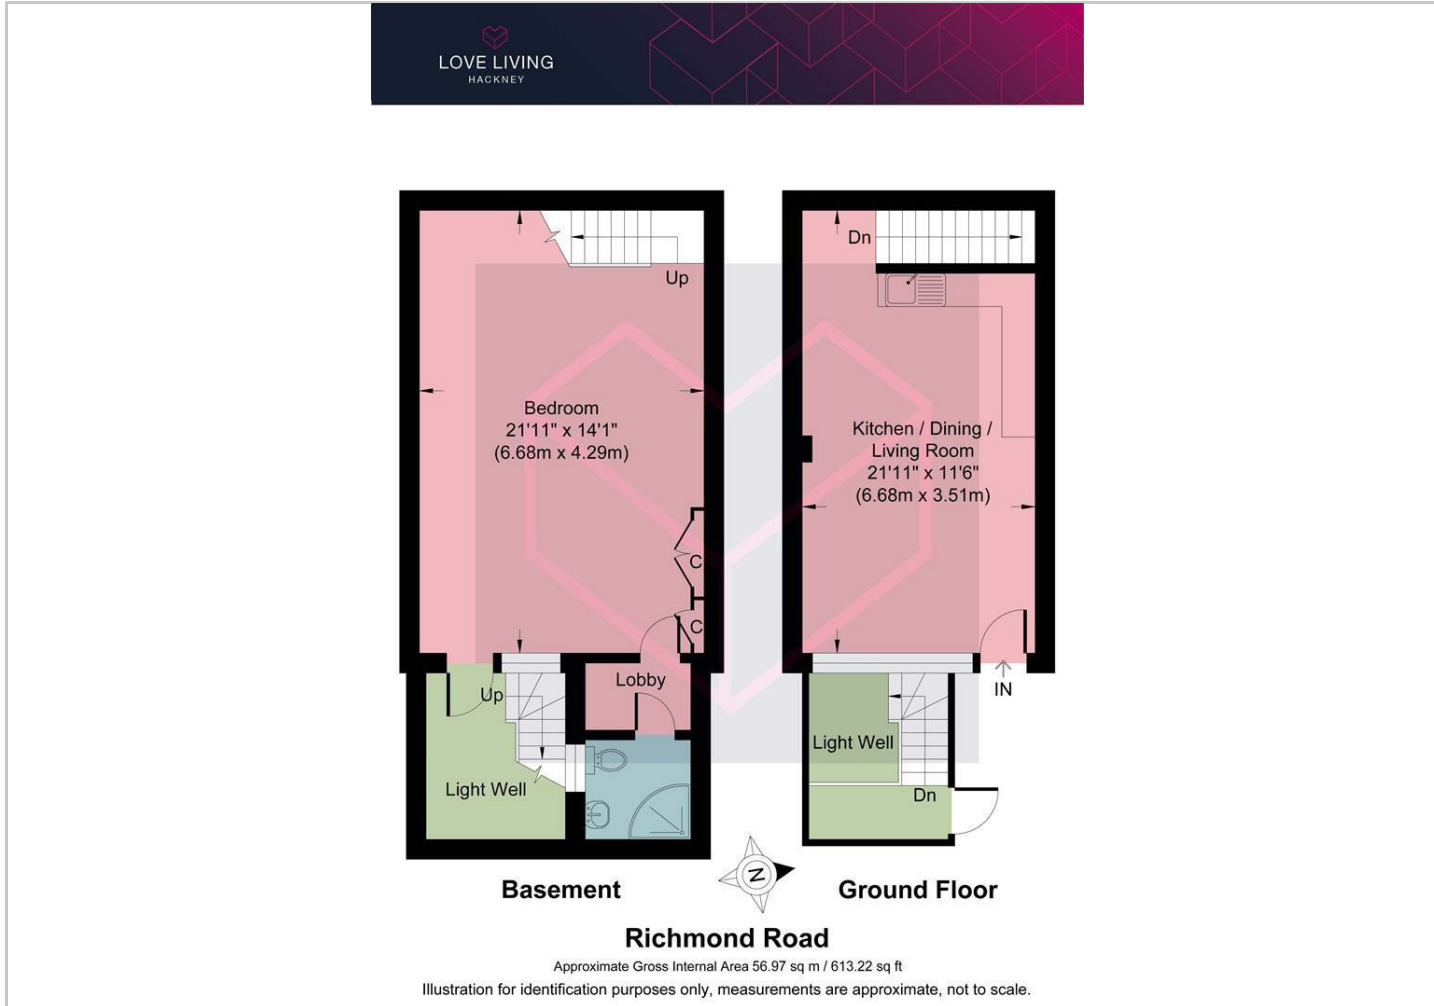 LOVE LIVING
HACKNEY
Dn
Up
Bedroom
21'11" x 14'1"
(6.68m x 4.29m)
Kitchen / Dining /
Living Room
21'11" x 11'6"
(6.68m x 3.51m)
C
C
Lobby
Up
IN
Light Well
Light Well
Dn
N
Basement
Ground Floor
Richmond Road
Approximate Gross Internal Area 56.97 sq m / 613.22 sq ft
Illustration for identification purposes only, measurements are approximate, not to scale.